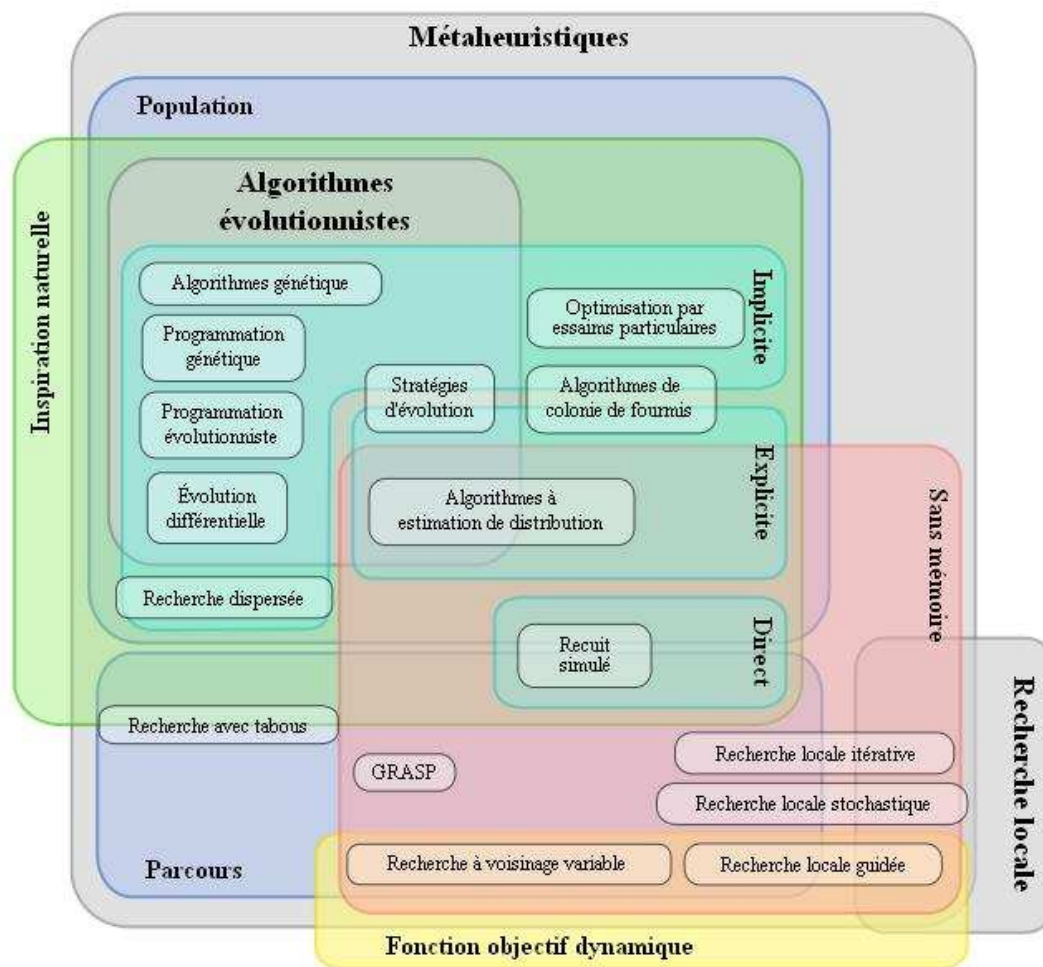 Métaheuristiques
Population
Inspiration naturelle
Algorithmes
évolutionnistes
Algorithmes génétique
Optimisation par
essaims particulaires
Implicite
Programmation
génétique
Stratégies
d'évolution
Algorithmes de
colonie de fourmis
Programmation
évolutionniste
Explicite
Évolution
différentielle
Algorithmes à
estimation de distribution
Sans mémoire
Recherche dispersée
Recuit
simulé
Direct
Recherche locale
Recherche avec tabous
GRASP
Recherche locale itérative
Recherche locale stochastique
Parcours
Recherche à voisinage variable
Recherche locale guidée
Fonction objectif dynamique